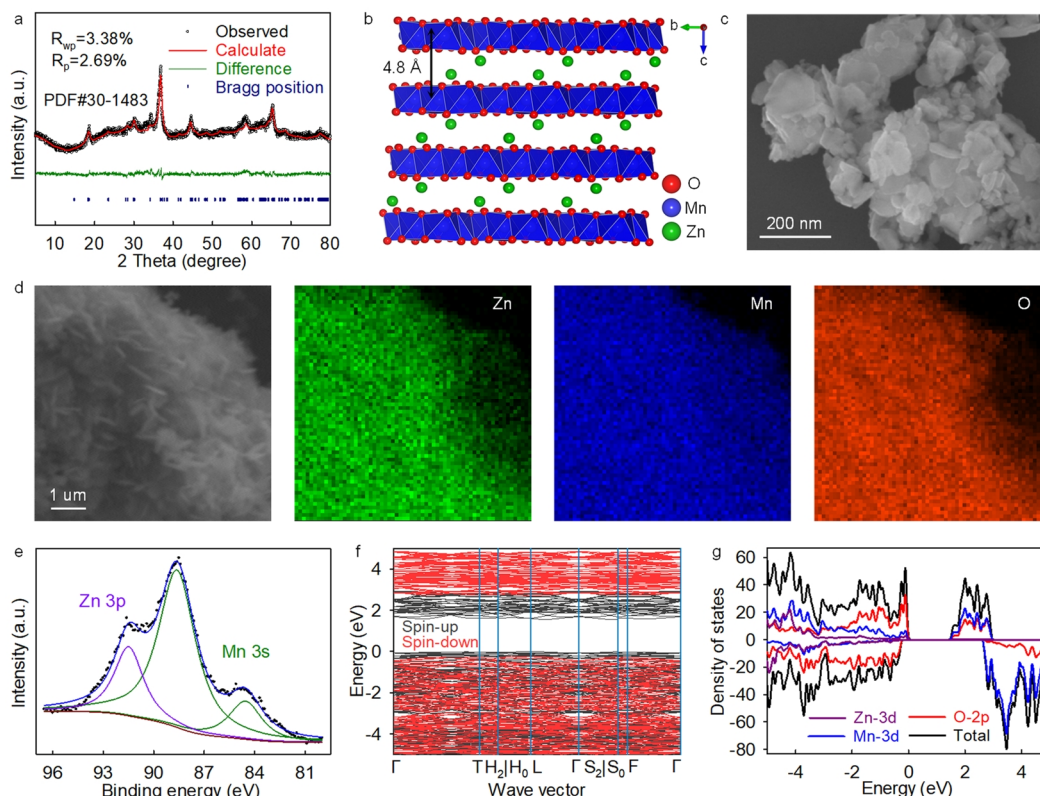 a
Intensity (a.u.)
R_wp=3.38%
R_p=2.69%
PDF#30-1483
Observed
Calculate
Difference
Bragg position
10 20 30 40 50 60 70 80
2 Theta (degree)
b
4.8 Å
b
c
O
Mn
Zn
c
200 nm
d
1 um
Zn
Mn
O
e
Intensity (a.u.)
Zn 3p
Mn 3s
96 93 90 87 84 81
Binding energy (eV)
f
Energy (eV)
4
2
0
-2
-4
Spin-up
Spin-down
Γ T H₂|H₀ L Γ S₂|S₀ F Γ
Wave vector
g
Density of states
60
40
20
0
-20
-40
-60
-80
Zn-3d
O-2p
Mn-3d
Total
-4 -2 0 2 4
Energy (eV)